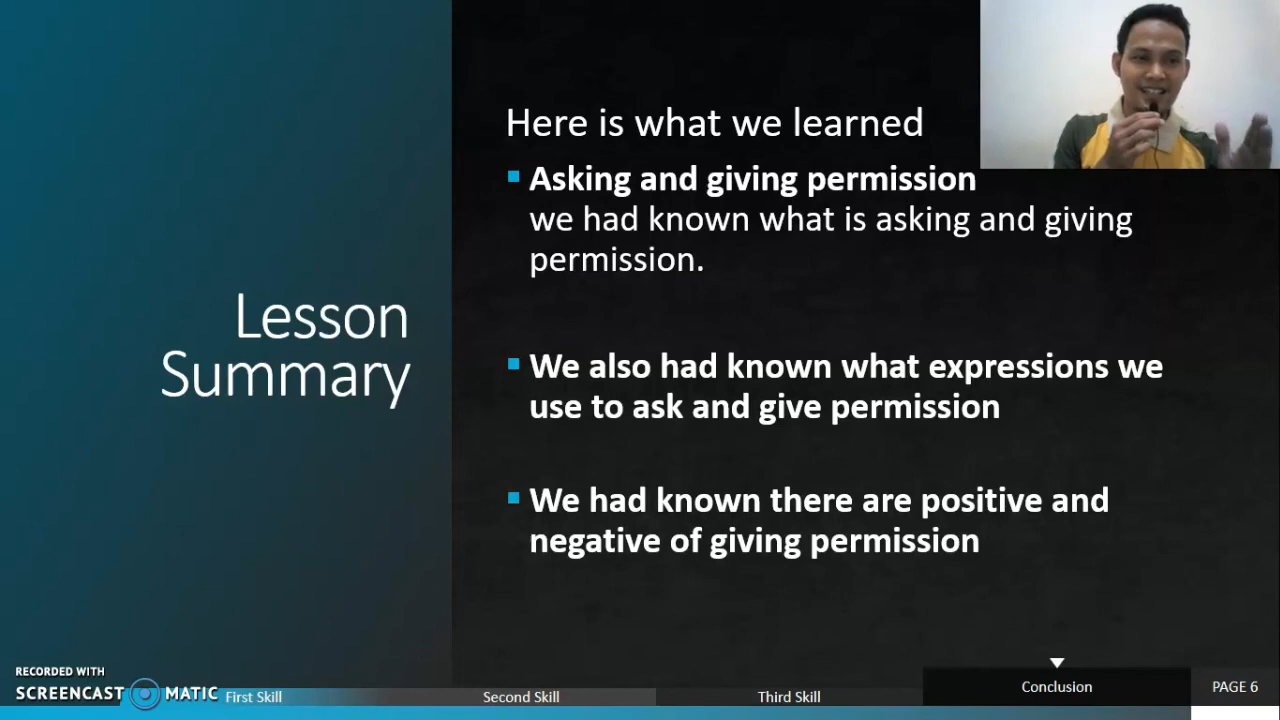 Here is what we learned
Asking and giving permission
we had known what is asking and giving
permission.
Lesson
Summary
We also had known what expressions we
use to ask and give permission
We had known there are positive and
negative of giving permission
RECORDED WITH
SCREENCAST MATIC
First Skill
Second Skill
Third Skill
Conclusion
PAGE 6